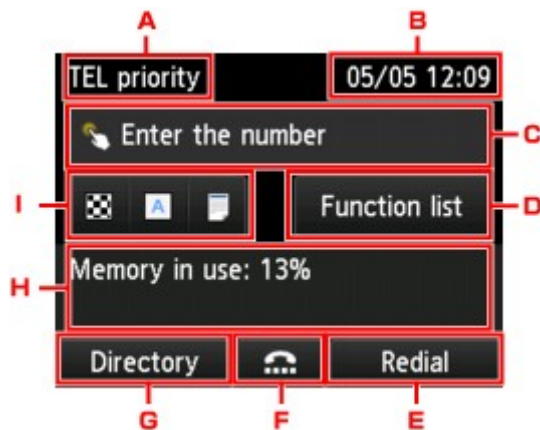 A B
TEL priority 05/05 12:09
Enter the number C
I A Function list D
H Memory in use: 13%
Directory Redial
G F E